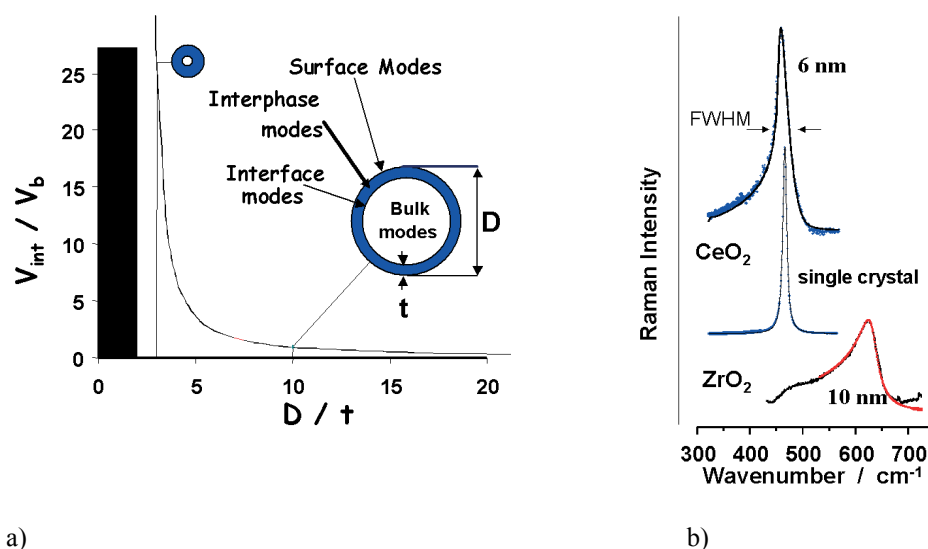 25
20
15
10
5
0
V_int / V_b
0 5 10 15 20
D / t
Surface Modes
Interphase
modes
Interface
modes
Bulk
modes
D
t
a)
Raman Intensity
6 nm
FWHM
CeO₂
single crystal
ZrO₂
10 nm
300 400 500 600 700
Wavenumber / cm⁻¹
b)